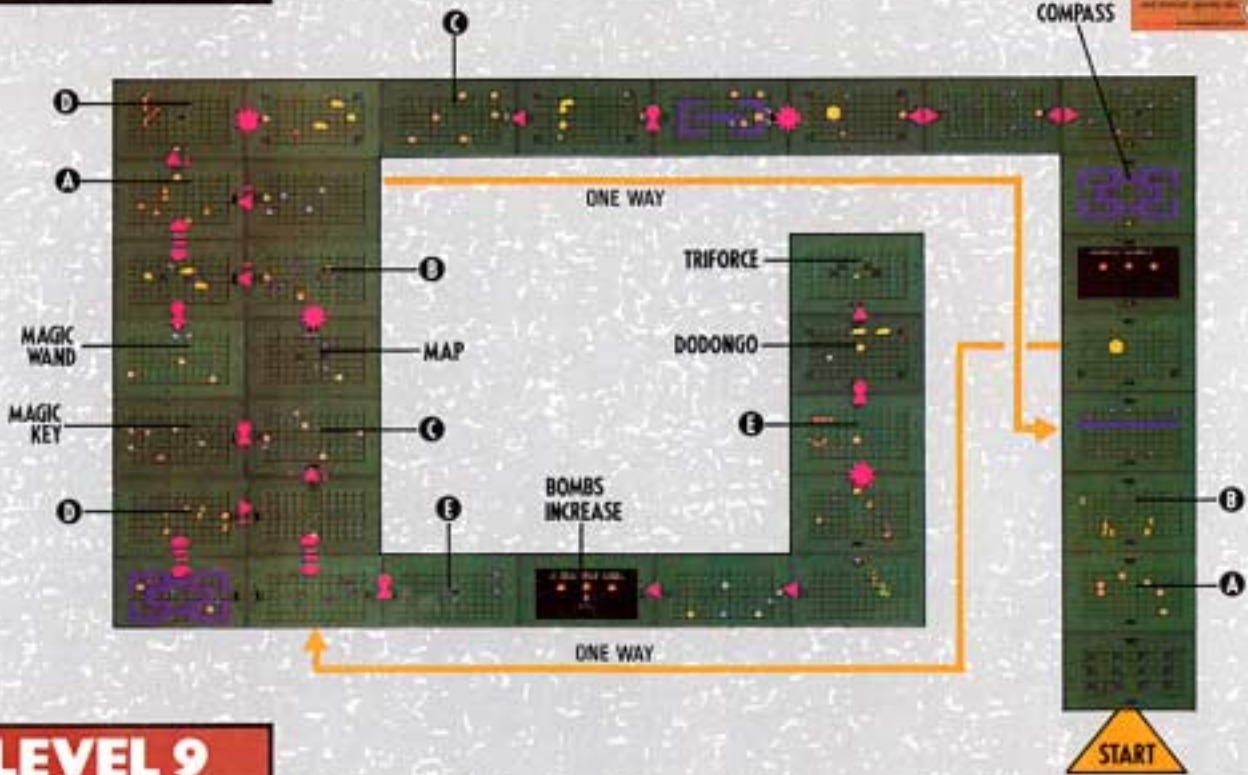 COMPASS
C
D
A
ONE WAY
B
TRIFORCE
MAGIC
WAND
MAP
DODONGO
MAGIC
KEY
C
E
BOMBS
INCREASE
B
D
E
A
ONE WAY
LEVEL 9
START